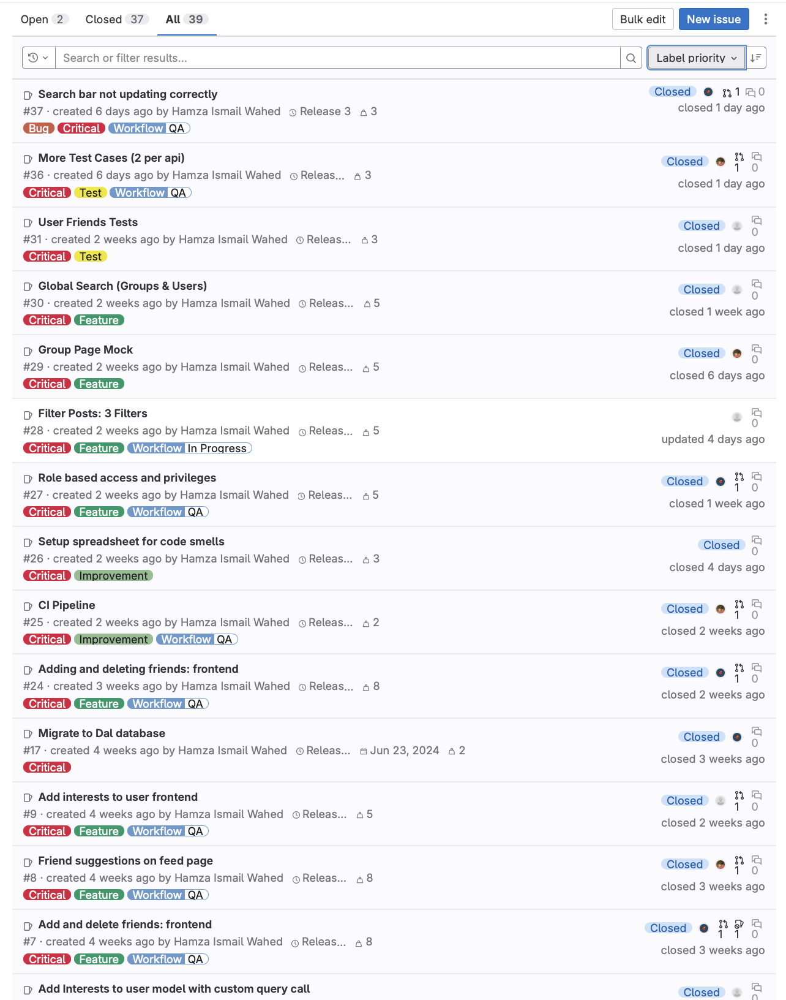 Open 2 Closed 37 All 39 Bulk edit New issue
Search or filter results... Label priority
Search bar not updating correctly Closed 1 0
#37 · created 6 days ago by Hamza Ismail Wahed Release 3 3 closed 1 day ago
Bug Critical Workflow QA
More Test Cases (2 per api) Closed 1 0
#36 · created 6 days ago by Hamza Ismail Wahed Releas... 3 closed 1 day ago
Critical Test Workflow QA
User Friends Tests Closed 0
#31 · created 2 weeks ago by Hamza Ismail Wahed Releas... 3 closed 1 day ago
Critical Test
Global Search (Groups & Users) Closed 0
#30 · created 2 weeks ago by Hamza Ismail Wahed Releas... 5 closed 1 week ago
Critical Feature
Group Page Mock Closed 0
#29 · created 2 weeks ago by Hamza Ismail Wahed Releas... 5 closed 6 days ago
Critical Feature
Filter Posts: 3 Filters 0
#28 · created 2 weeks ago by Hamza Ismail Wahed Releas... 5 updated 4 days ago
Critical Feature Workflow In Progress
Role based access and privileges Closed 1 0
#27 · created 2 weeks ago by Hamza Ismail Wahed Releas... 5 closed 1 week ago
Critical Feature Workflow QA
Setup spreadsheet for code smells Closed 0
#26 · created 2 weeks ago by Hamza Ismail Wahed Releas... 3 closed 4 days ago
Critical Improvement
CI Pipeline Closed 1 0
#25 · created 2 weeks ago by Hamza Ismail Wahed Releas... 2 closed 2 weeks ago
Critical Improvement Workflow QA
Adding and deleting friends: frontend Closed 1 0
#24 · created 3 weeks ago by Hamza Ismail Wahed Releas... 8 closed 2 weeks ago
Critical Feature Workflow QA
Migrate to Dal database Closed 0
#17 · created 4 weeks ago by Hamza Ismail Wahed Releas... Jun 23, 2024 2 closed 3 weeks ago
Critical
Add interests to user frontend Closed 1 0
#9 · created 4 weeks ago by Hamza Ismail Wahed Releas... 5 closed 2 weeks ago
Critical Feature Workflow QA
Friend suggestions on feed page Closed 1 0
#8 · created 4 weeks ago by Hamza Ismail Wahed Releas... 8 closed 3 weeks ago
Critical Feature Workflow QA
Add and delete friends: frontend Closed 1 1 0
#7 · created 4 weeks ago by Hamza Ismail Wahed Releas... 8 closed 3 weeks ago
Critical Feature Workflow QA
Add Interests to user model with custom query call Closed 0